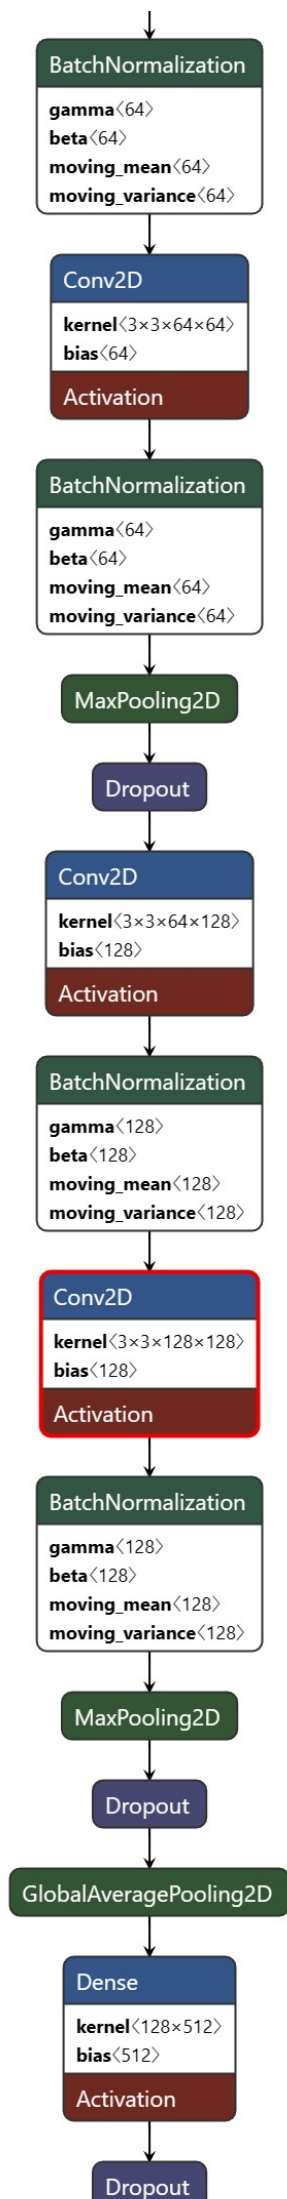 BatchNormalization
gamma⟨64⟩
beta⟨64⟩
moving_mean⟨64⟩
moving_variance⟨64⟩
Conv2D
kernel⟨3×3×64×64⟩
bias⟨64⟩
Activation
BatchNormalization
gamma⟨64⟩
beta⟨64⟩
moving_mean⟨64⟩
moving_variance⟨64⟩
MaxPooling2D
Dropout
Conv2D
kernel⟨3×3×64×128⟩
bias⟨128⟩
Activation
BatchNormalization
gamma⟨128⟩
beta⟨128⟩
moving_mean⟨128⟩
moving_variance⟨128⟩
Conv2D
kernel⟨3×3×128×128⟩
bias⟨128⟩
Activation
BatchNormalization
gamma⟨128⟩
beta⟨128⟩
moving_mean⟨128⟩
moving_variance⟨128⟩
MaxPooling2D
Dropout
GlobalAveragePooling2D
Dense
kernel⟨128×512⟩
bias⟨512⟩
Activation
Dropout